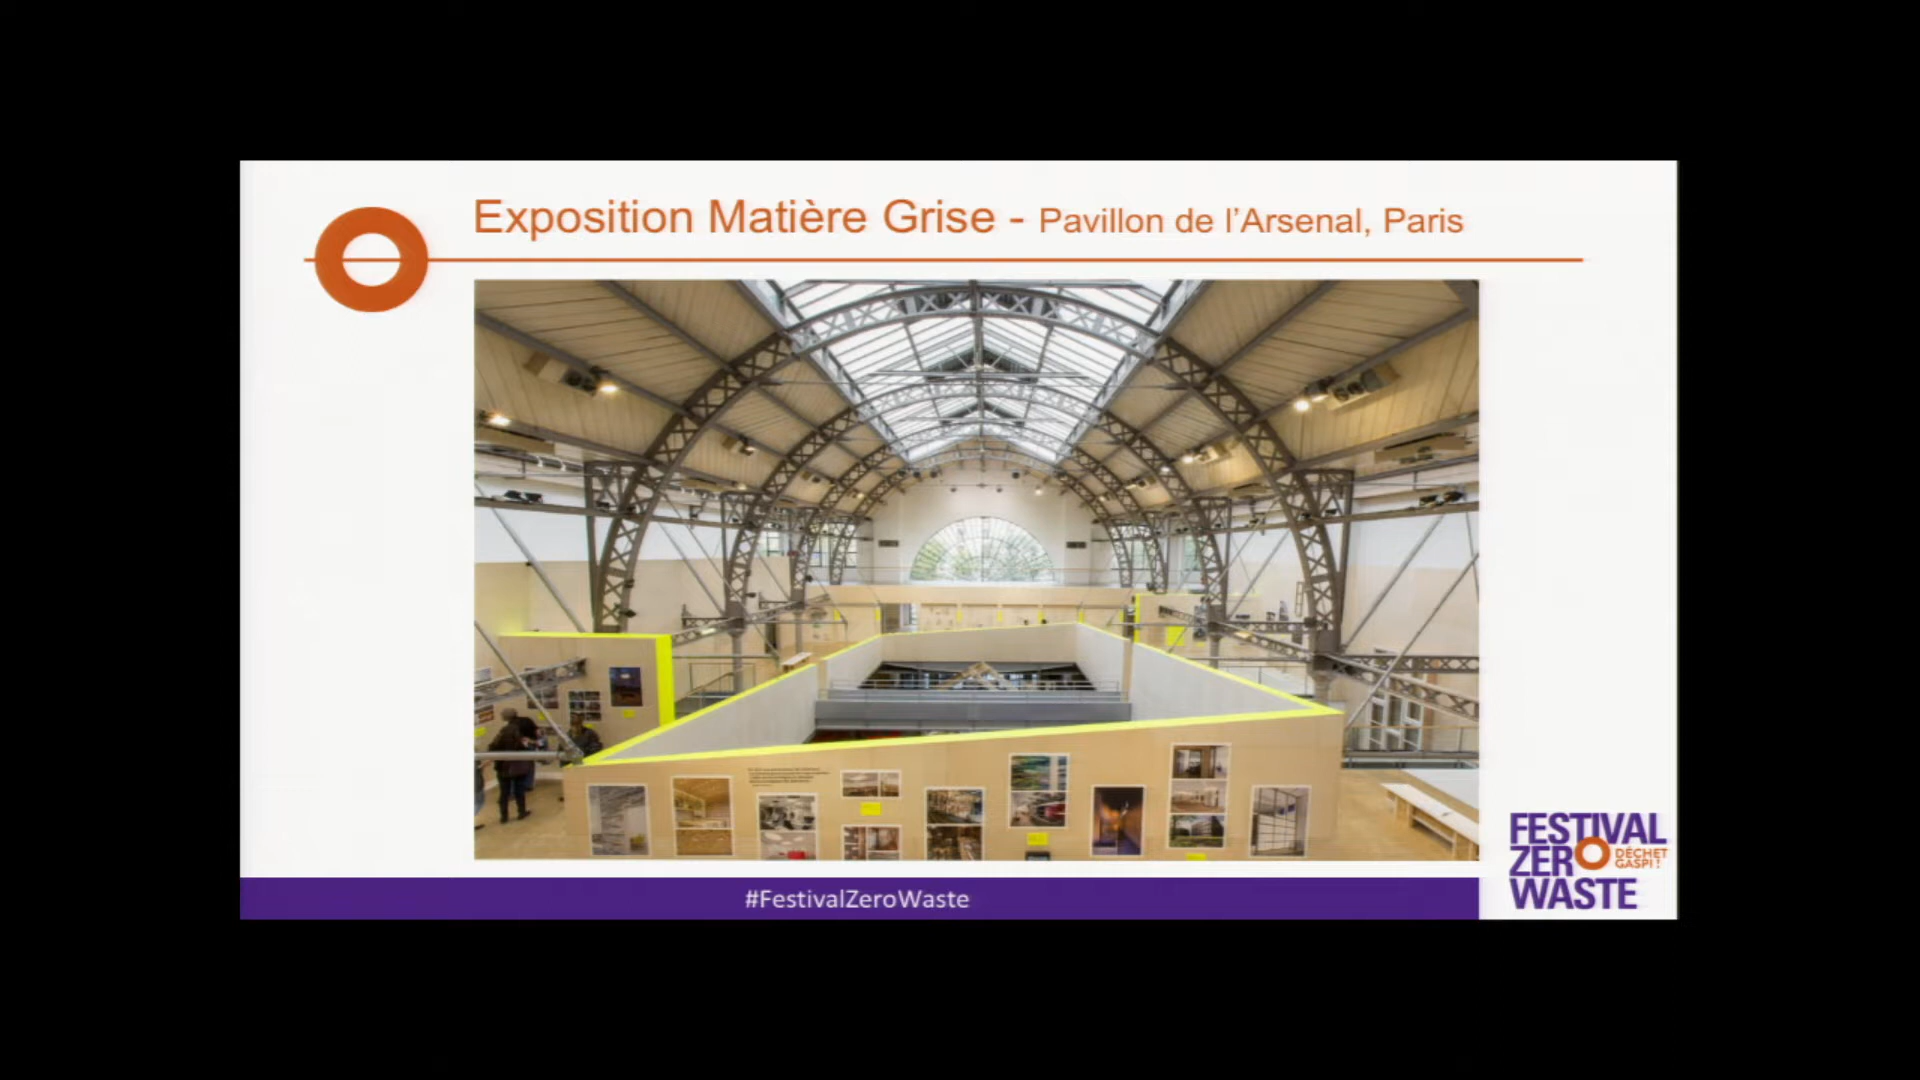 Exposition Matière Grise - Pavillon de l’Arsenal, Paris
#FestivalZeroWaste
FESTIVAL
ZERO DÉCHET
GASPI !
WASTE